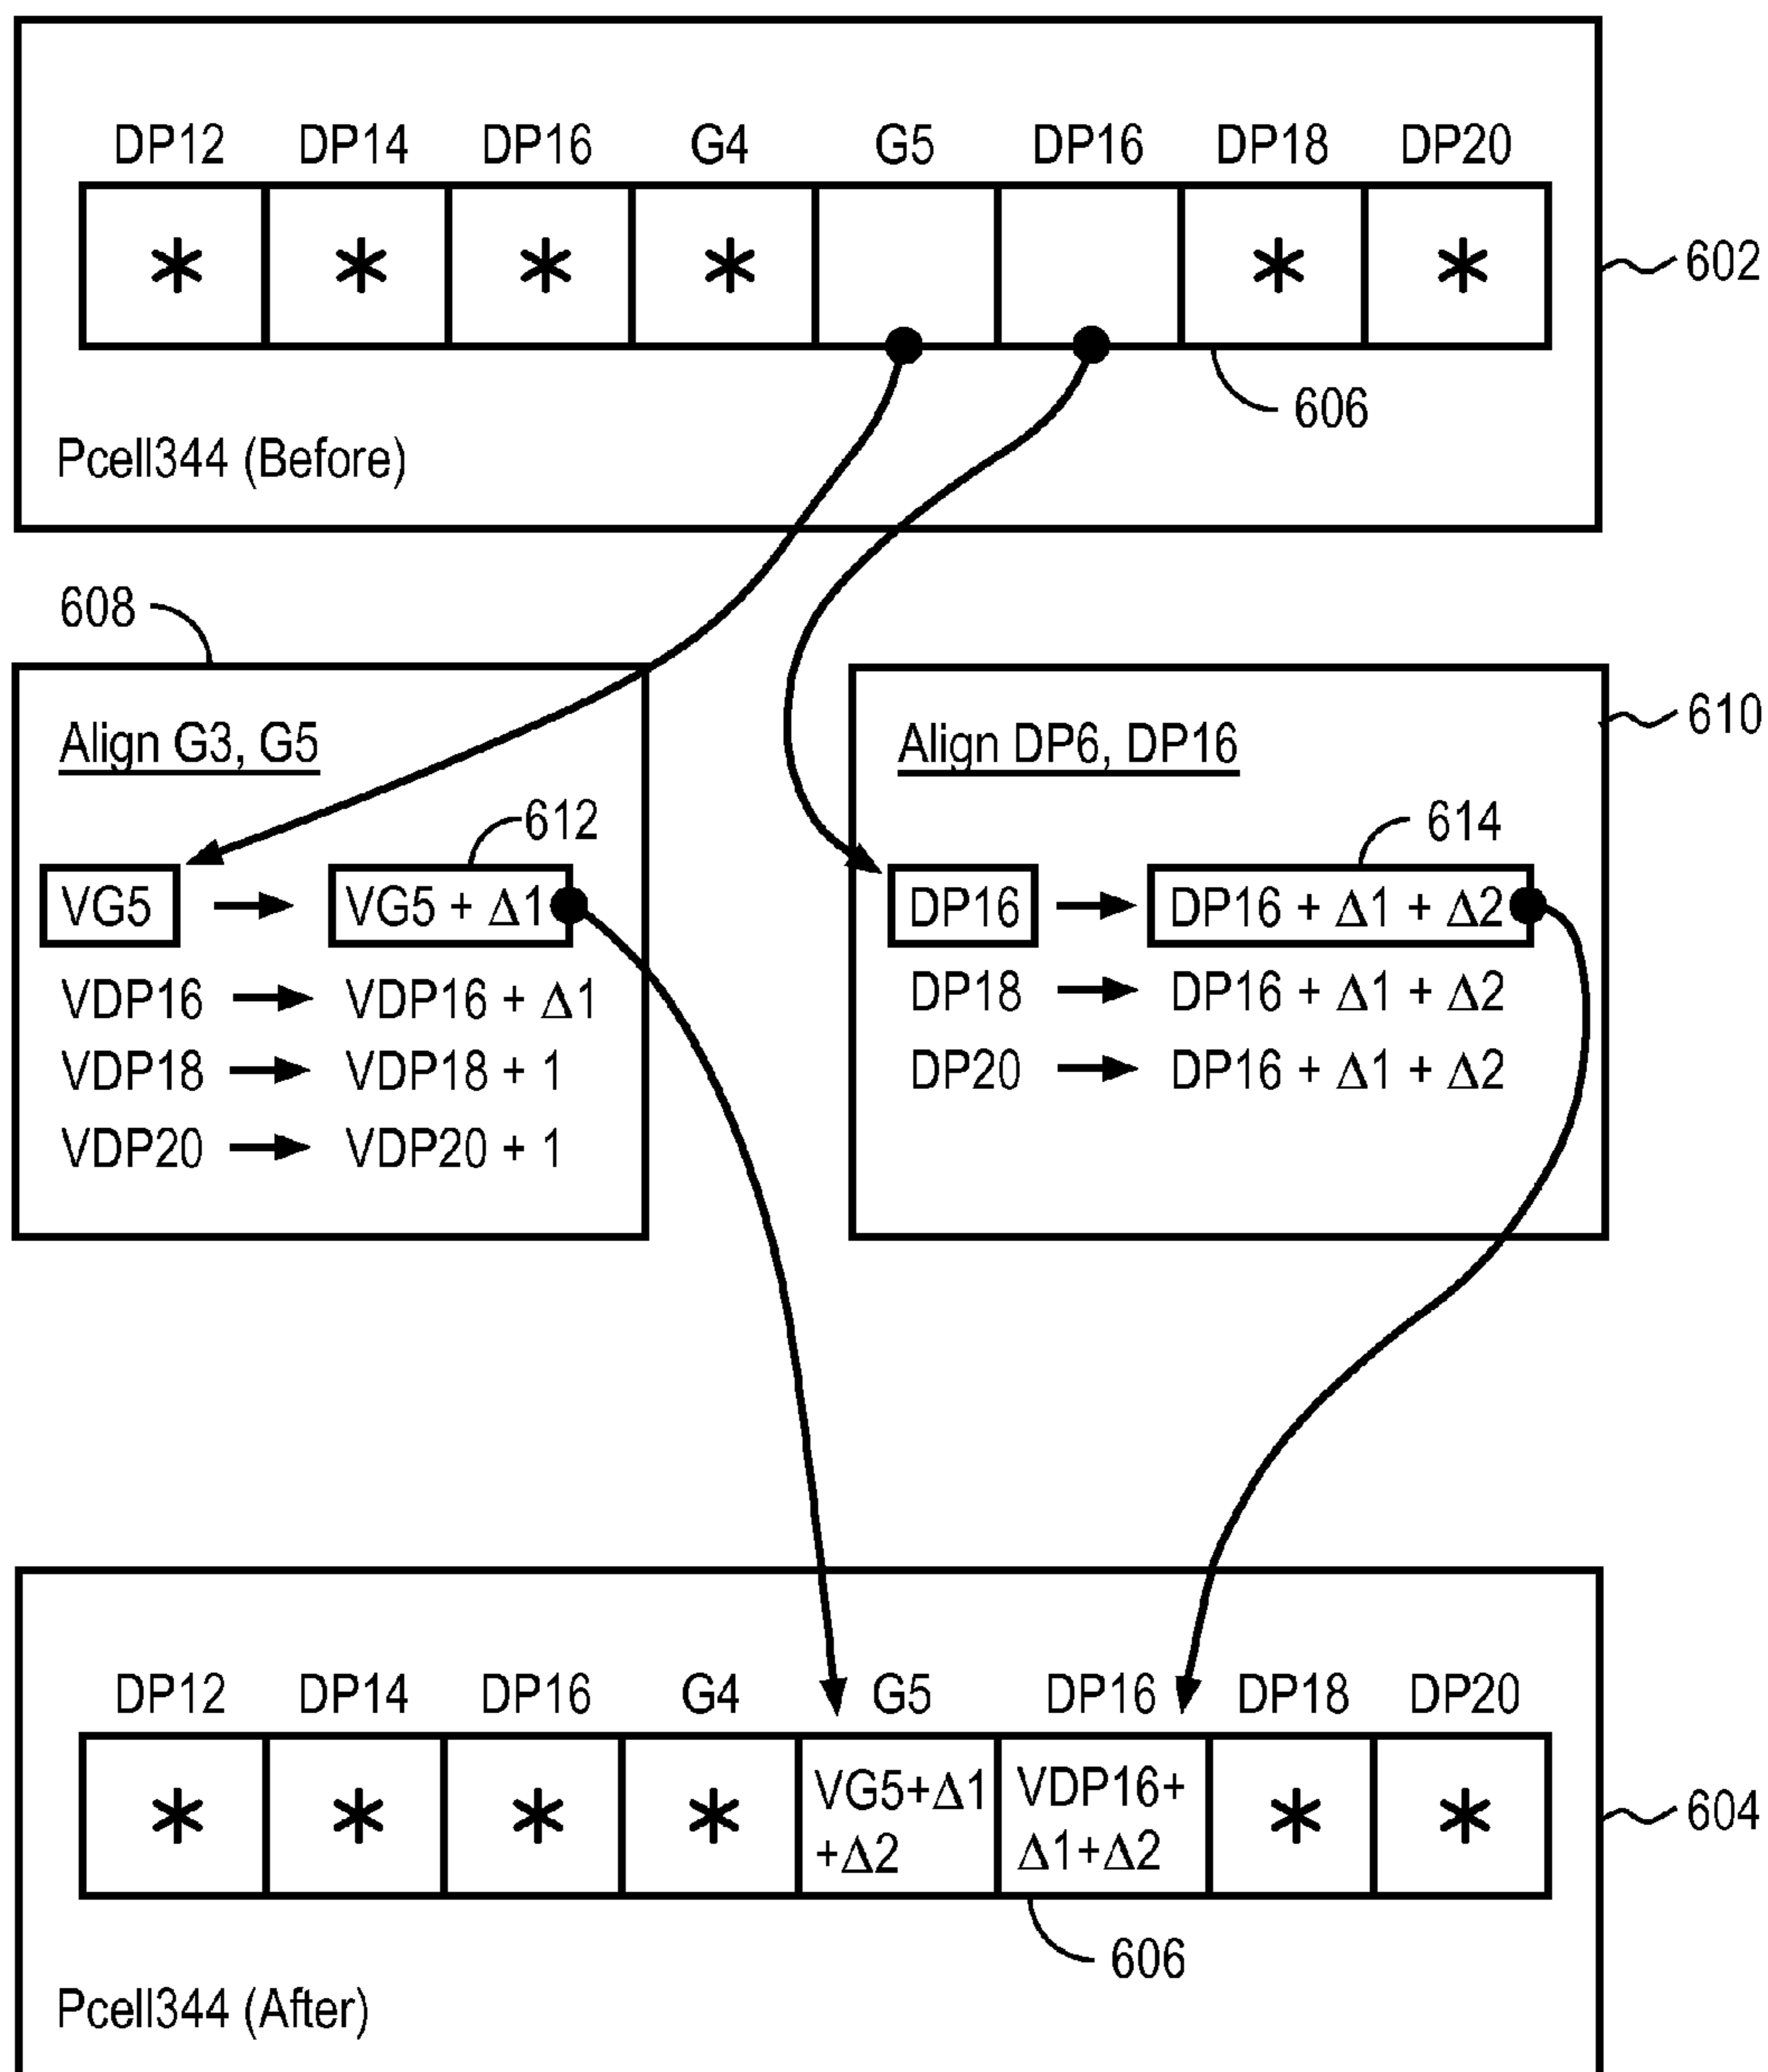 DP12 DP14 DP16 G4 G5 DP16 DP18 DP20
* * * * * *
602
606
Pcell344 (Before)
608
610
Align G3, G5
612
VG5 → VG5 + Δ1
VDP16 → VDP16 + Δ1
VDP18 → VDP18 + 1
VDP20 → VDP20 + 1
Align DP6, DP16
614
DP16 → DP16 + Δ1 + Δ2
DP18 → DP16 + Δ1 + Δ2
DP20 → DP16 + Δ1 + Δ2
DP12 DP14 DP16 G4 G5 DP16 DP18 DP20
* * * * VG5+Δ1 VDP16+ * *
+Δ2 Δ1+Δ2
604
606
Pcell344 (After)